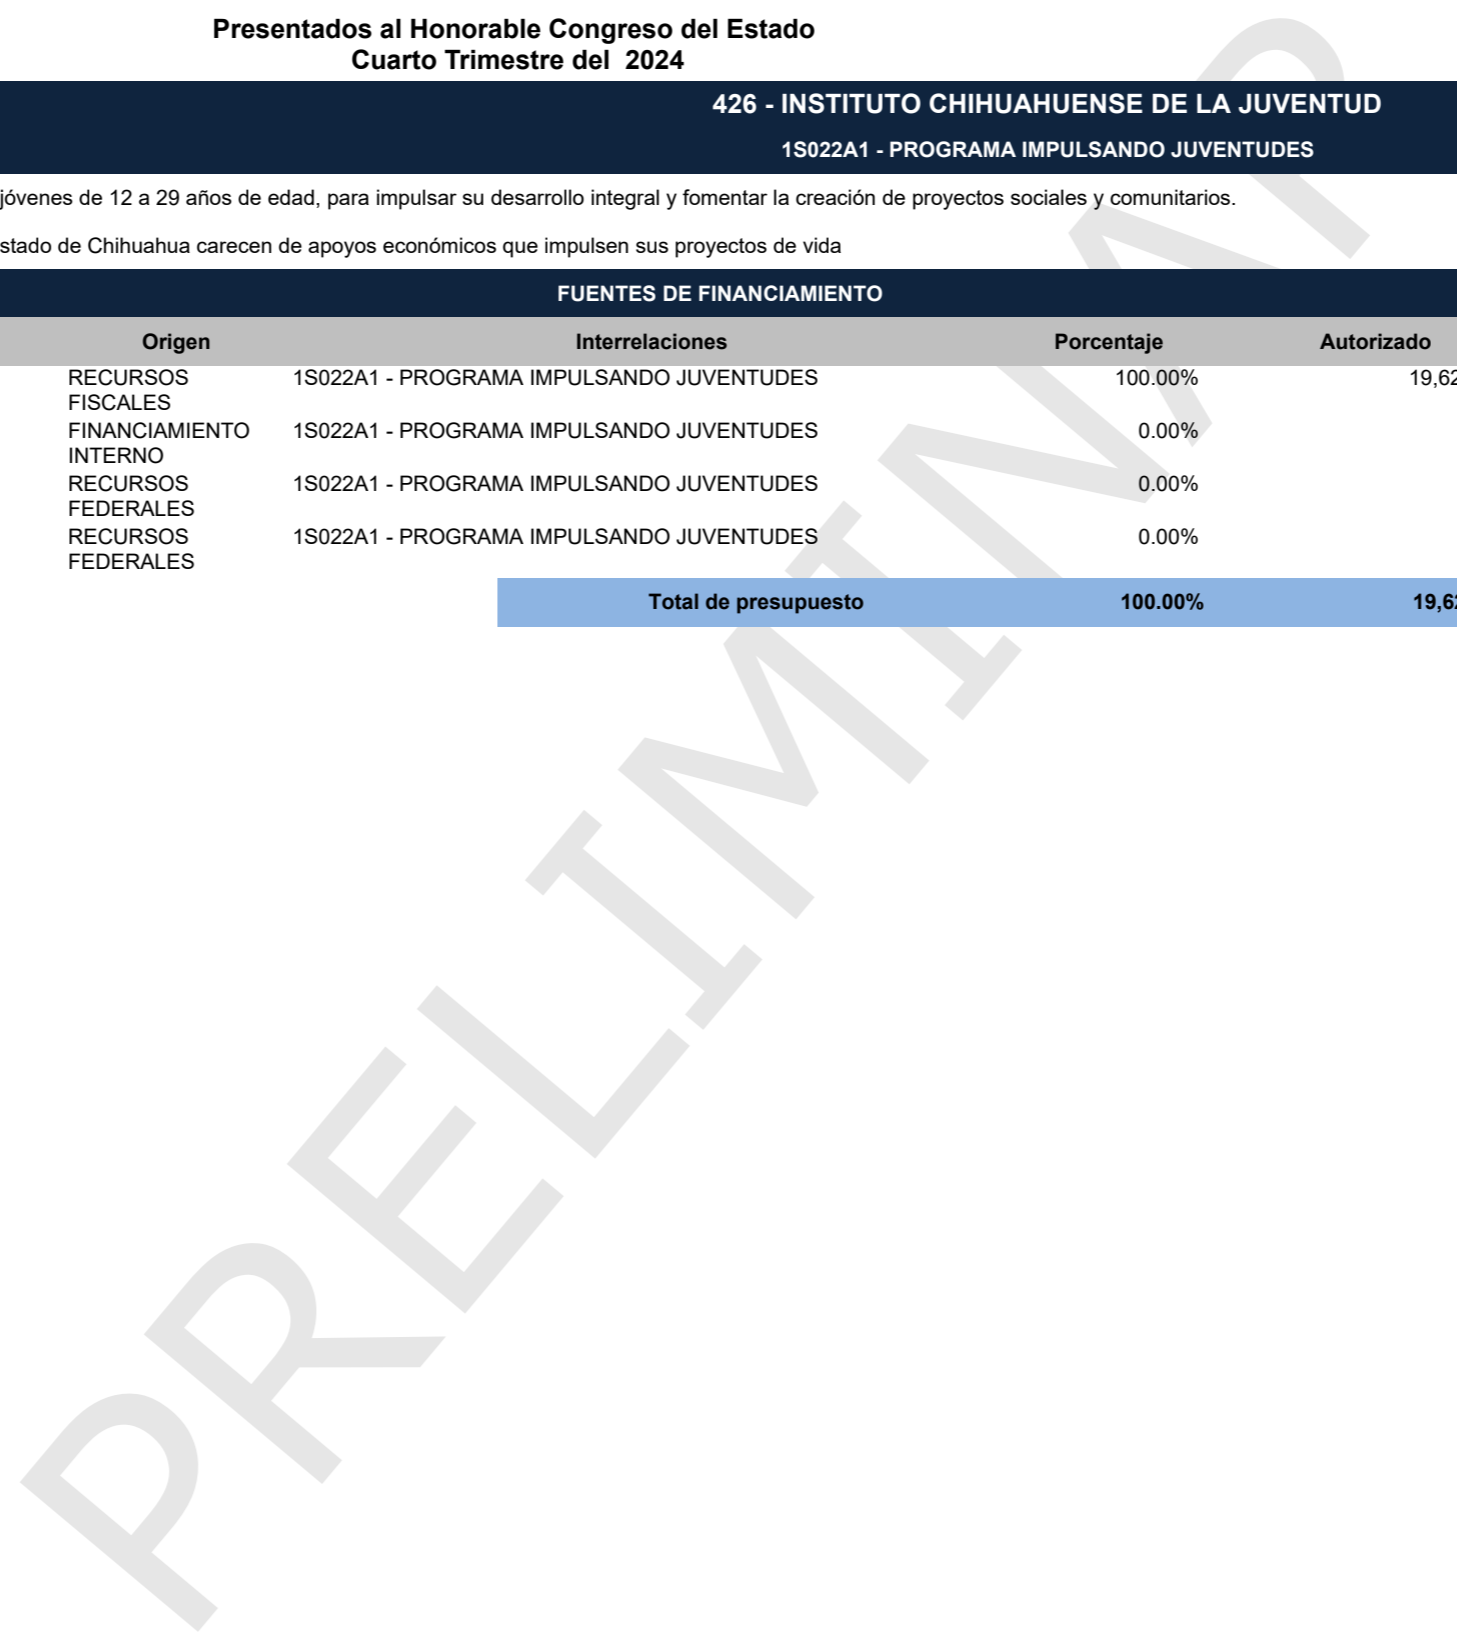 Presentados al Honorable Congreso del Estado
Cuarto Trimestre del 2024
426 - INSTITUTO CHIHUAHUENSE DE LA JUVENTUD
1S022A1 - PROGRAMA IMPULSANDO JUVENTUDES
jóvenes de 12 a 29 años de edad, para impulsar su desarrollo integral y fomentar la creación de proyectos sociales y comunitarios.
stado de Chihuahua carecen de apoyos económicos que impulsen sus proyectos de vida
FUENTES DE FINANCIAMIENTO
Origen Interrelaciones Porcentaje Autorizado
RECURSOS 1S022A1 - PROGRAMA IMPULSANDO JUVENTUDES 100.00% 19,62
FISCALES
FINANCIAMIENTO 1S022A1 - PROGRAMA IMPULSANDO JUVENTUDES 0.00%
INTERNO
RECURSOS 1S022A1 - PROGRAMA IMPULSANDO JUVENTUDES 0.00%
FEDERALES
RECURSOS 1S022A1 - PROGRAMA IMPULSANDO JUVENTUDES 0.00%
FEDERALES
Total de presupuesto 100.00% 19,62
PRELIMINAR